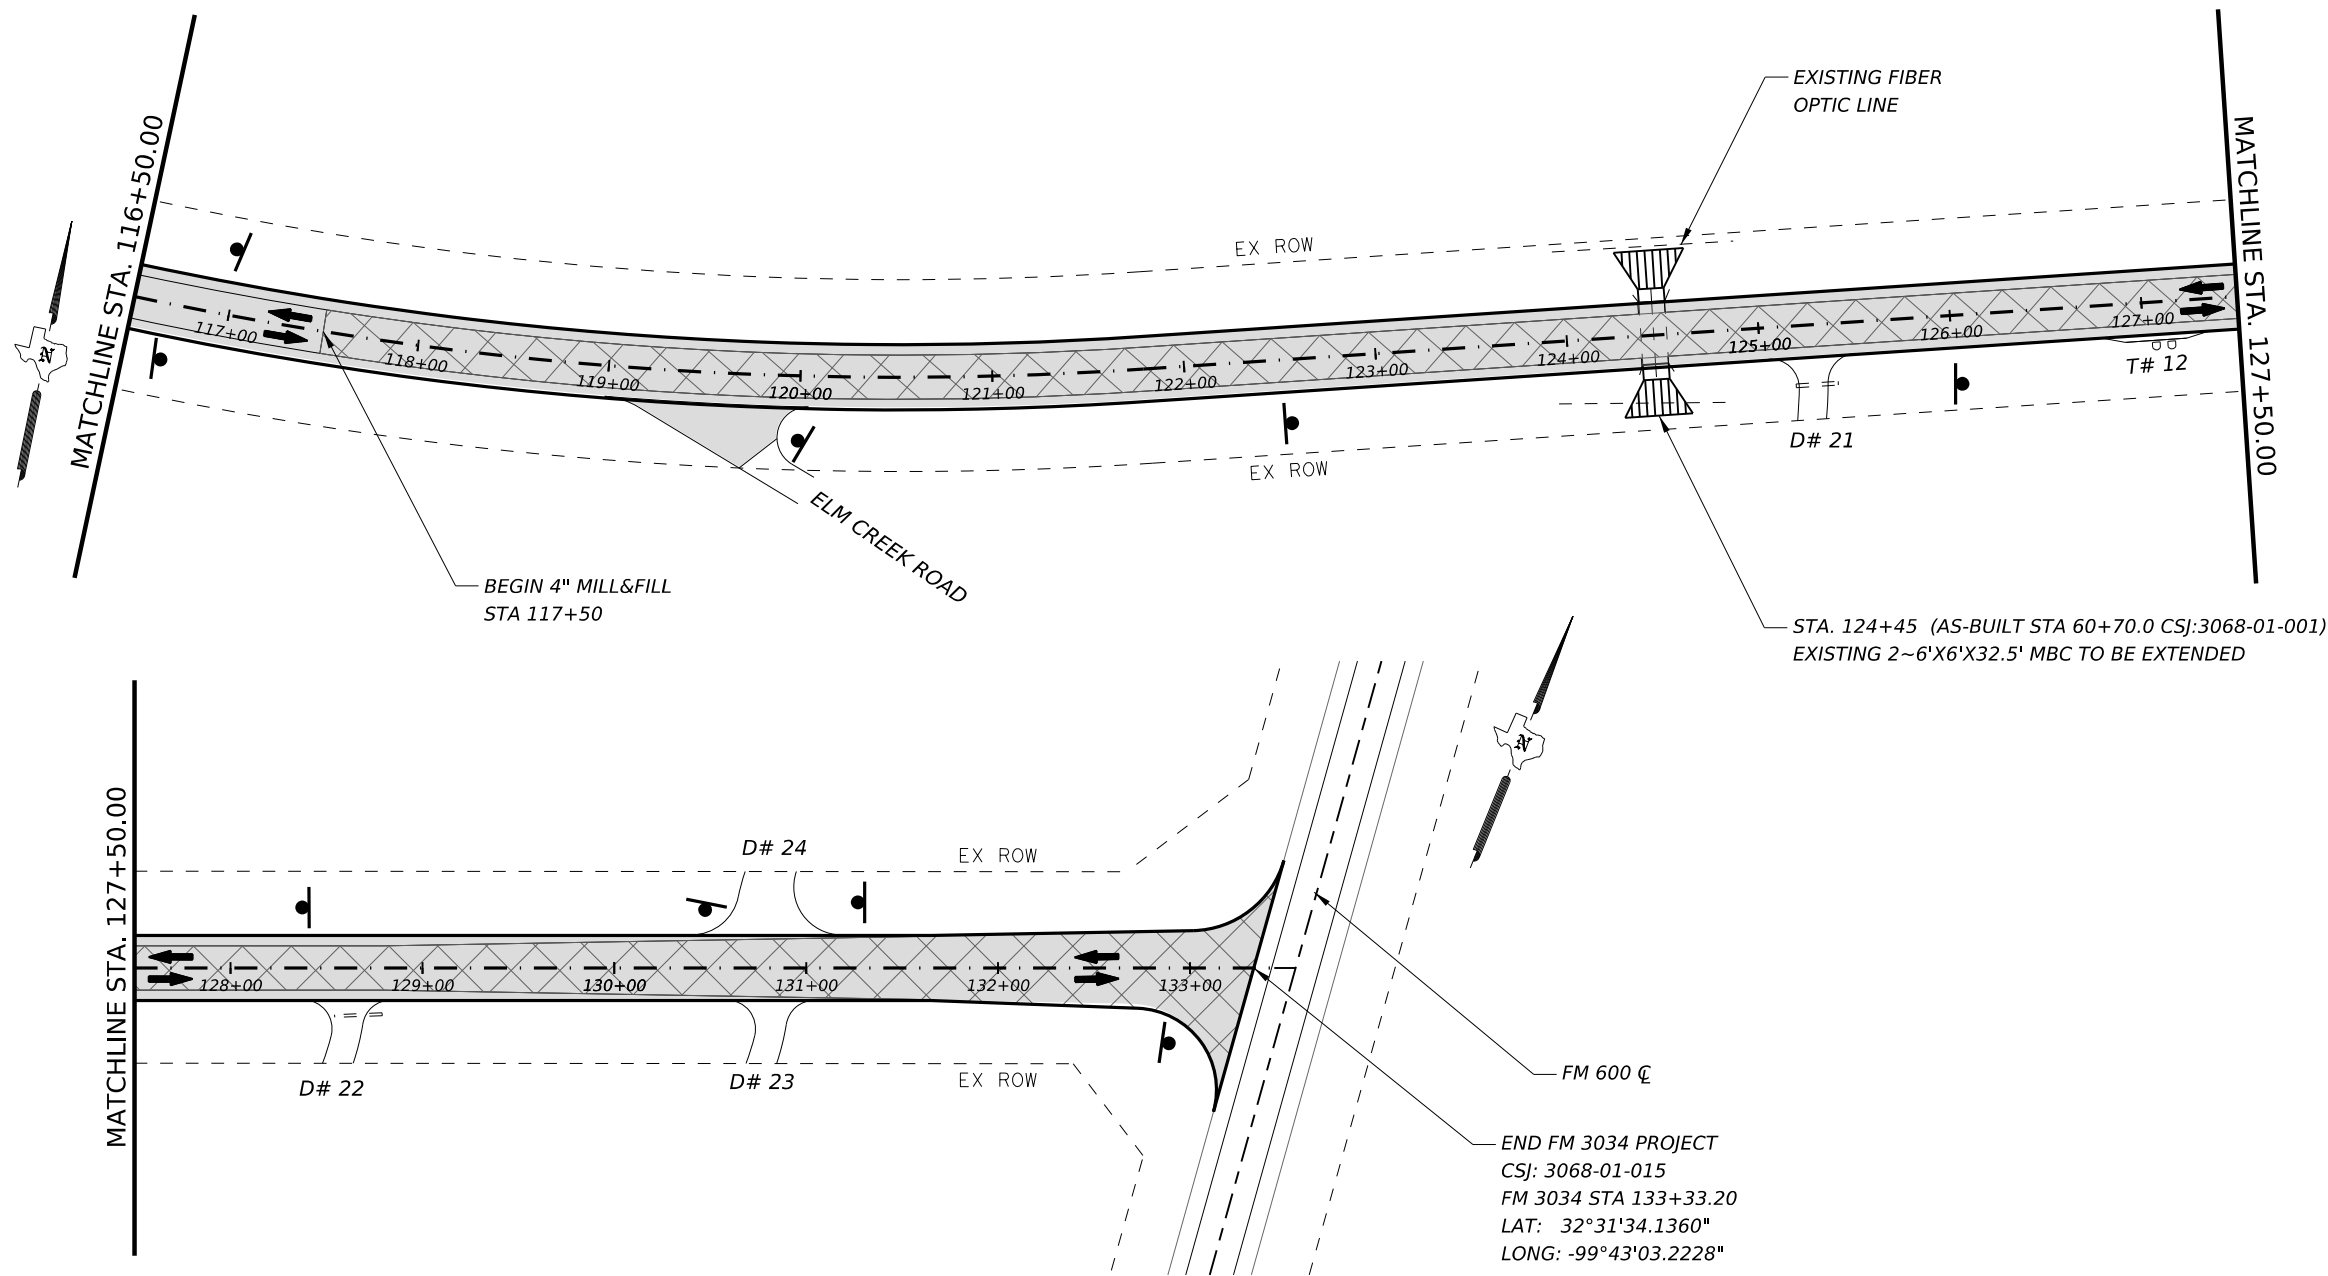 MATCHLINE STA. 116+50.00
EXISTING FIBER
OPTIC LINE
MATCHLINE STA. 127+50.00
EX ROW
117+00
118+00
119+00
120+00
121+00
122+00
123+00
124+00
125+00
126+00
127+00
T# 12
D# 21
EX ROW
N
ELM CREEK ROAD
BEGIN 4" MILL&FILL
STA 117+50
STA. 124+45 (AS-BUILT STA 60+70.0 CSJ:3068-01-001)
EXISTING 2~6'X6'X32.5' MBC TO BE EXTENDED
MATCHLINE STA. 127+50.00
N
D# 24
EX ROW
128+00
129+00
130+00
131+00
132+00
133+00
D# 22
D# 23
EX ROW
FM 600 ℄
END FM 3034 PROJECT
CSJ: 3068-01-015
FM 3034 STA 133+33.20
LAT: 32°31'34.1360"
LONG: -99°43'03.2228"